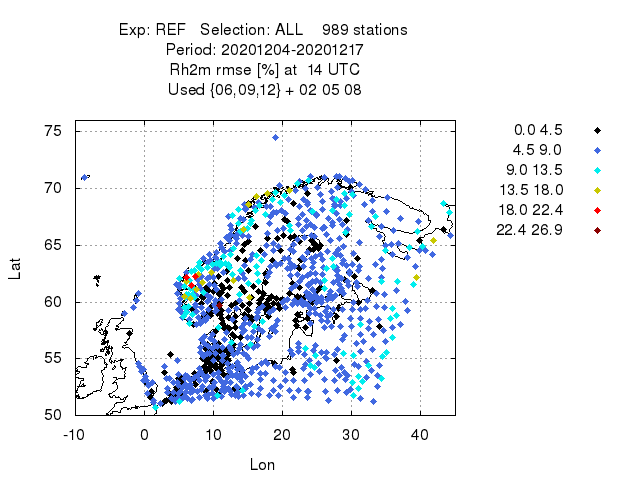 Exp: REF   Selection: ALL    989 stations
Period: 20201204-20201217
Rh2m rmse [%] at  14 UTC
Used {06,09,12} + 02 05 08
0.0 4.5
4.5 9.0
9.0 13.5
13.5 18.0
18.0 22.4
22.4 26.9
75
70
65
60
55
50
Lat
-10 0 10 20 30 40
Lon